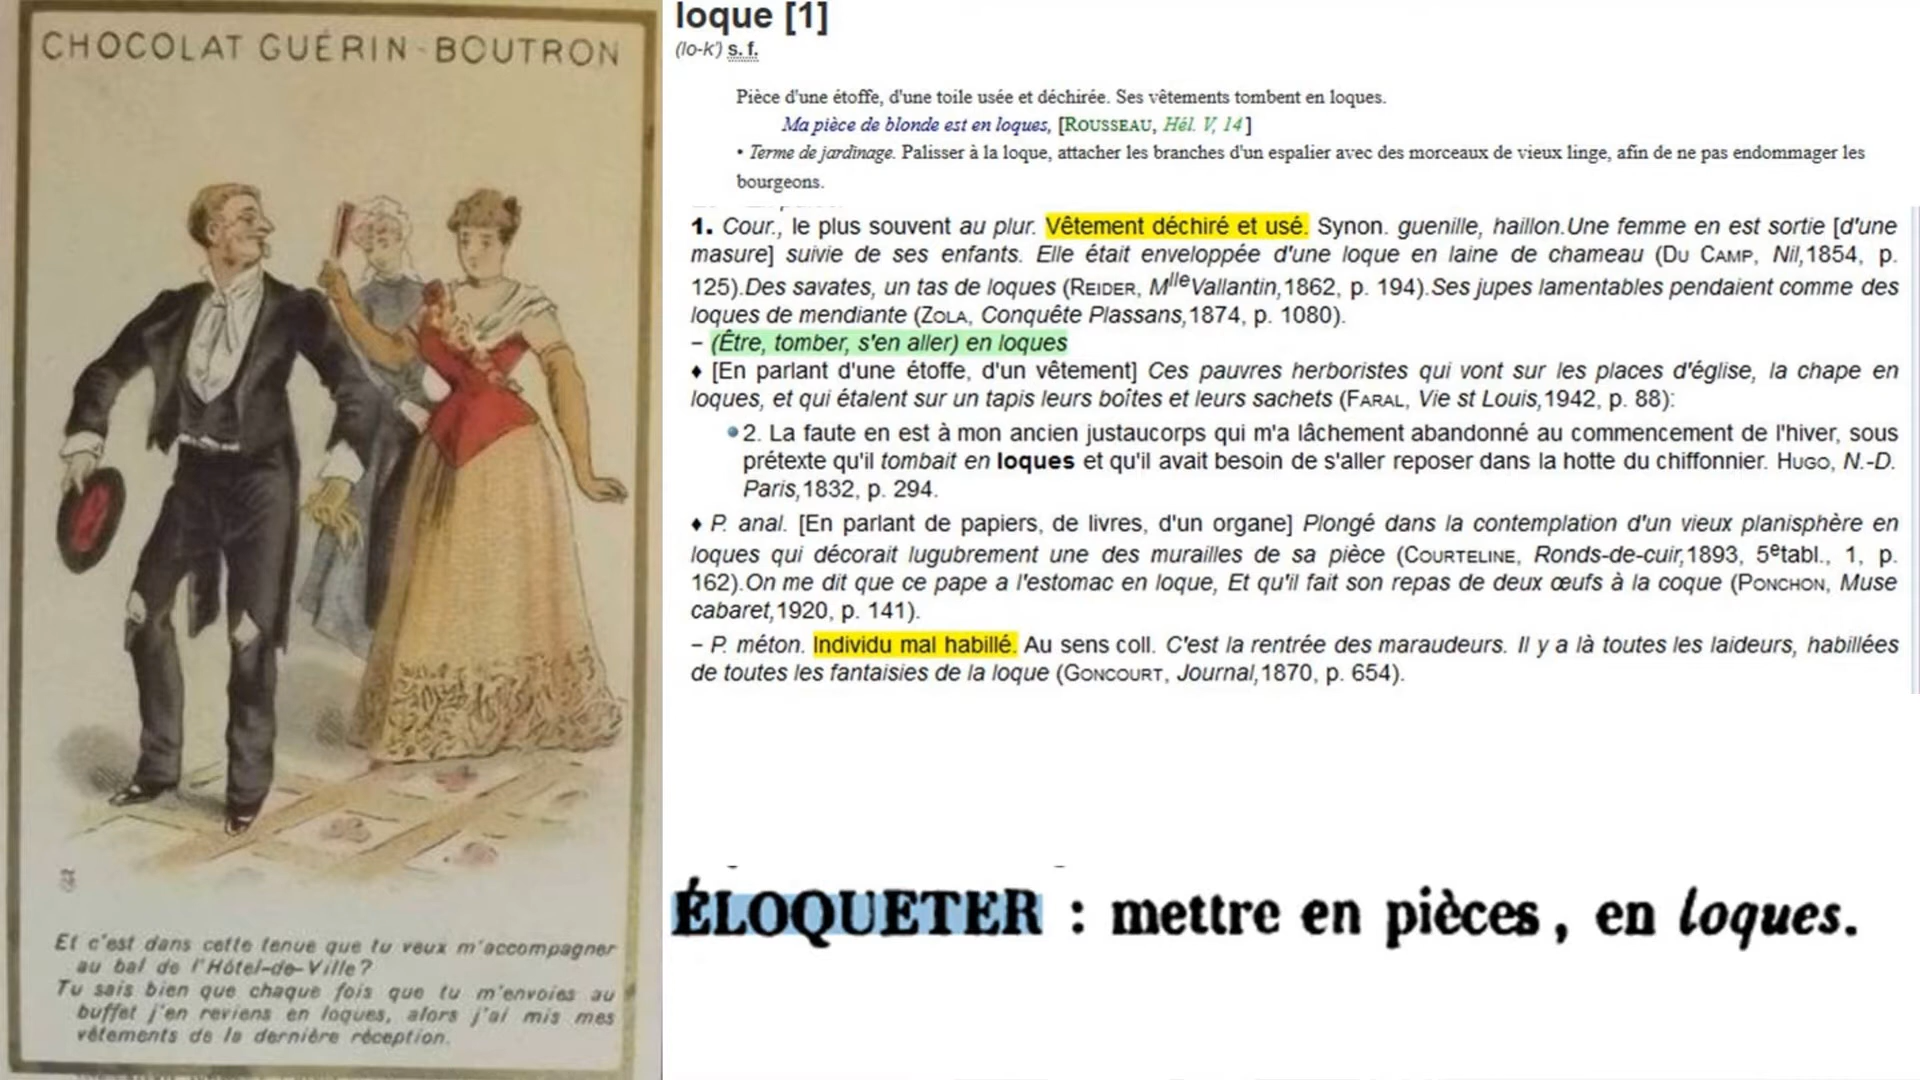 CHOCOLAT GUÉRIN-BOUTRON
Et c'est dans cette tenue que tu veux m'accompagner
au bal de l'Hôtel-de-Ville?
Tu sais bien que chaque fois que tu m'envoies au
buffet j'en reviens en loques, alors j'ai mis mes
vêtements de la dernière réception.
loque [1]
(lo-k') s. f.
Pièce d'une étoffe, d'une toile usée et déchirée. Ses vêtements tombent en loques.
Ma pièce de blonde est en loques, [ROUSSEAU, Hél. V, 14]
• Terme de jardinage. Palisser à la loque, attacher les branches d'un espalier avec des morceaux de vieux linge, afin de ne pas endommager les
bourgeons.
1. Cour., le plus souvent au plur. Vêtement déchiré et usé. Synon. guenille, haillon.Une femme en est sortie [d'une
masure] suivie de ses enfants. Elle était enveloppée d'une loque en laine de chameau (DU CAMP, Nil,1854, p.
125).Des savates, un tas de loques (REIDER, MlleVallantin,1862, p. 194).Ses jupes lamentables pendaient comme des
loques de mendiante (ZOLA, Conquête Plassans,1874, p. 1080).
– (Être, tomber, s'en aller) en loques
♦ [En parlant d'une étoffe, d'un vêtement] Ces pauvres herboristes qui vont sur les places d'église, la chape en
loques, et qui étalent sur un tapis leurs boîtes et leurs sachets (FARAL, Vie st Louis,1942, p. 88):
2. La faute en est à mon ancien justaucorps qui m'a lâchement abandonné au commencement de l'hiver, sous
prétexte qu'il tombait en loques et qu'il avait besoin de s'aller reposer dans la hotte du chiffonnier. HUGO, N.-D.
Paris,1832, p. 294.
♦ P. anal. [En parlant de papiers, de livres, d'un organe] Plongé dans la contemplation d'un vieux planisphère en
loques qui décorait lugubrement une des murailles de sa pièce (COURTELINE, Ronds-de-cuir,1893, 5etabl., 1, p.
162).On me dit que ce pape a l'estomac en loque, Et qu'il fait son repas de deux œufs à la coque (PONCHON, Muse
cabaret,1920, p. 141).
– P. méton. Individu mal habillé. Au sens coll. C'est la rentrée des maraudeurs. Il y a là toutes les laideurs, habillées
de toutes les fantaisies de la loque (GONCOURT, Journal,1870, p. 654).
ÉLOQUETER : mettre en pièces, en loques.